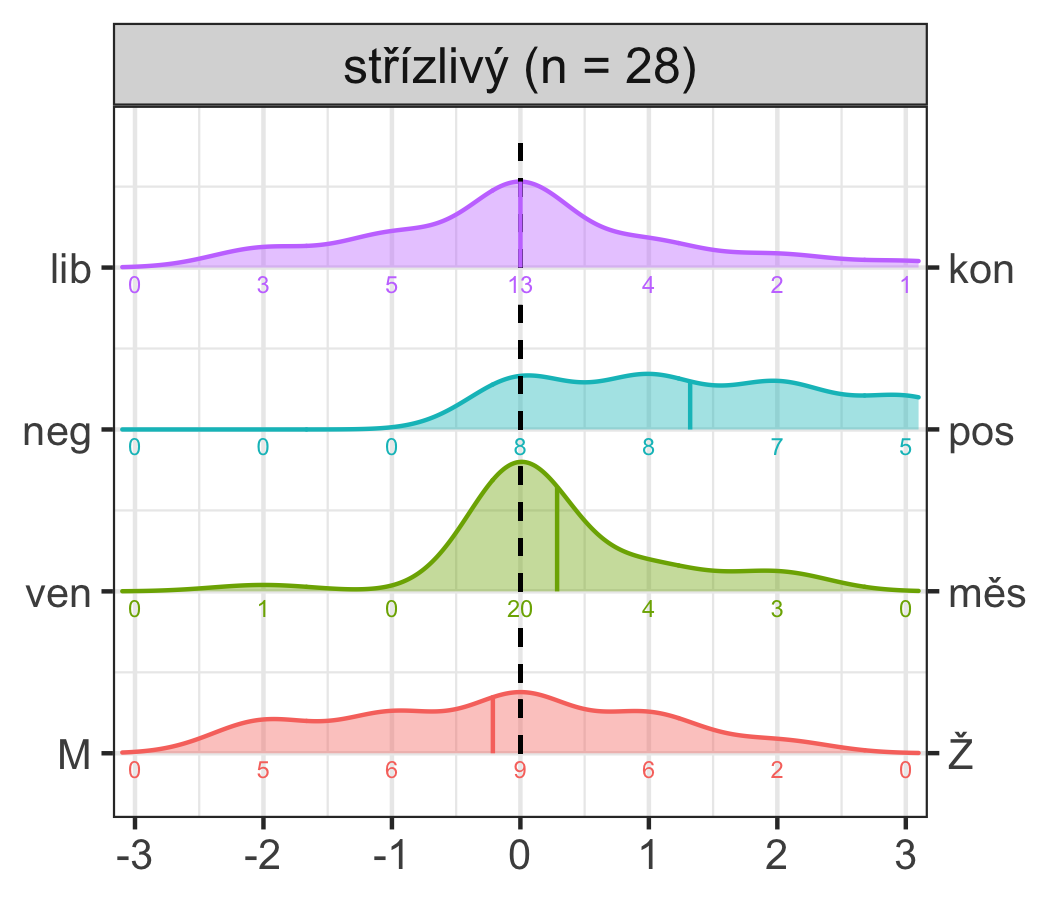 střízlivý (n = 28)
lib kon
0 3 5 13 4 2 1
neg pos
0 0 0 8 8 7 5
ven měs
0 1 0 20 4 3 0
M Ž
0 5 6 9 6 2 0
-3 -2 -1 0 1 2 3